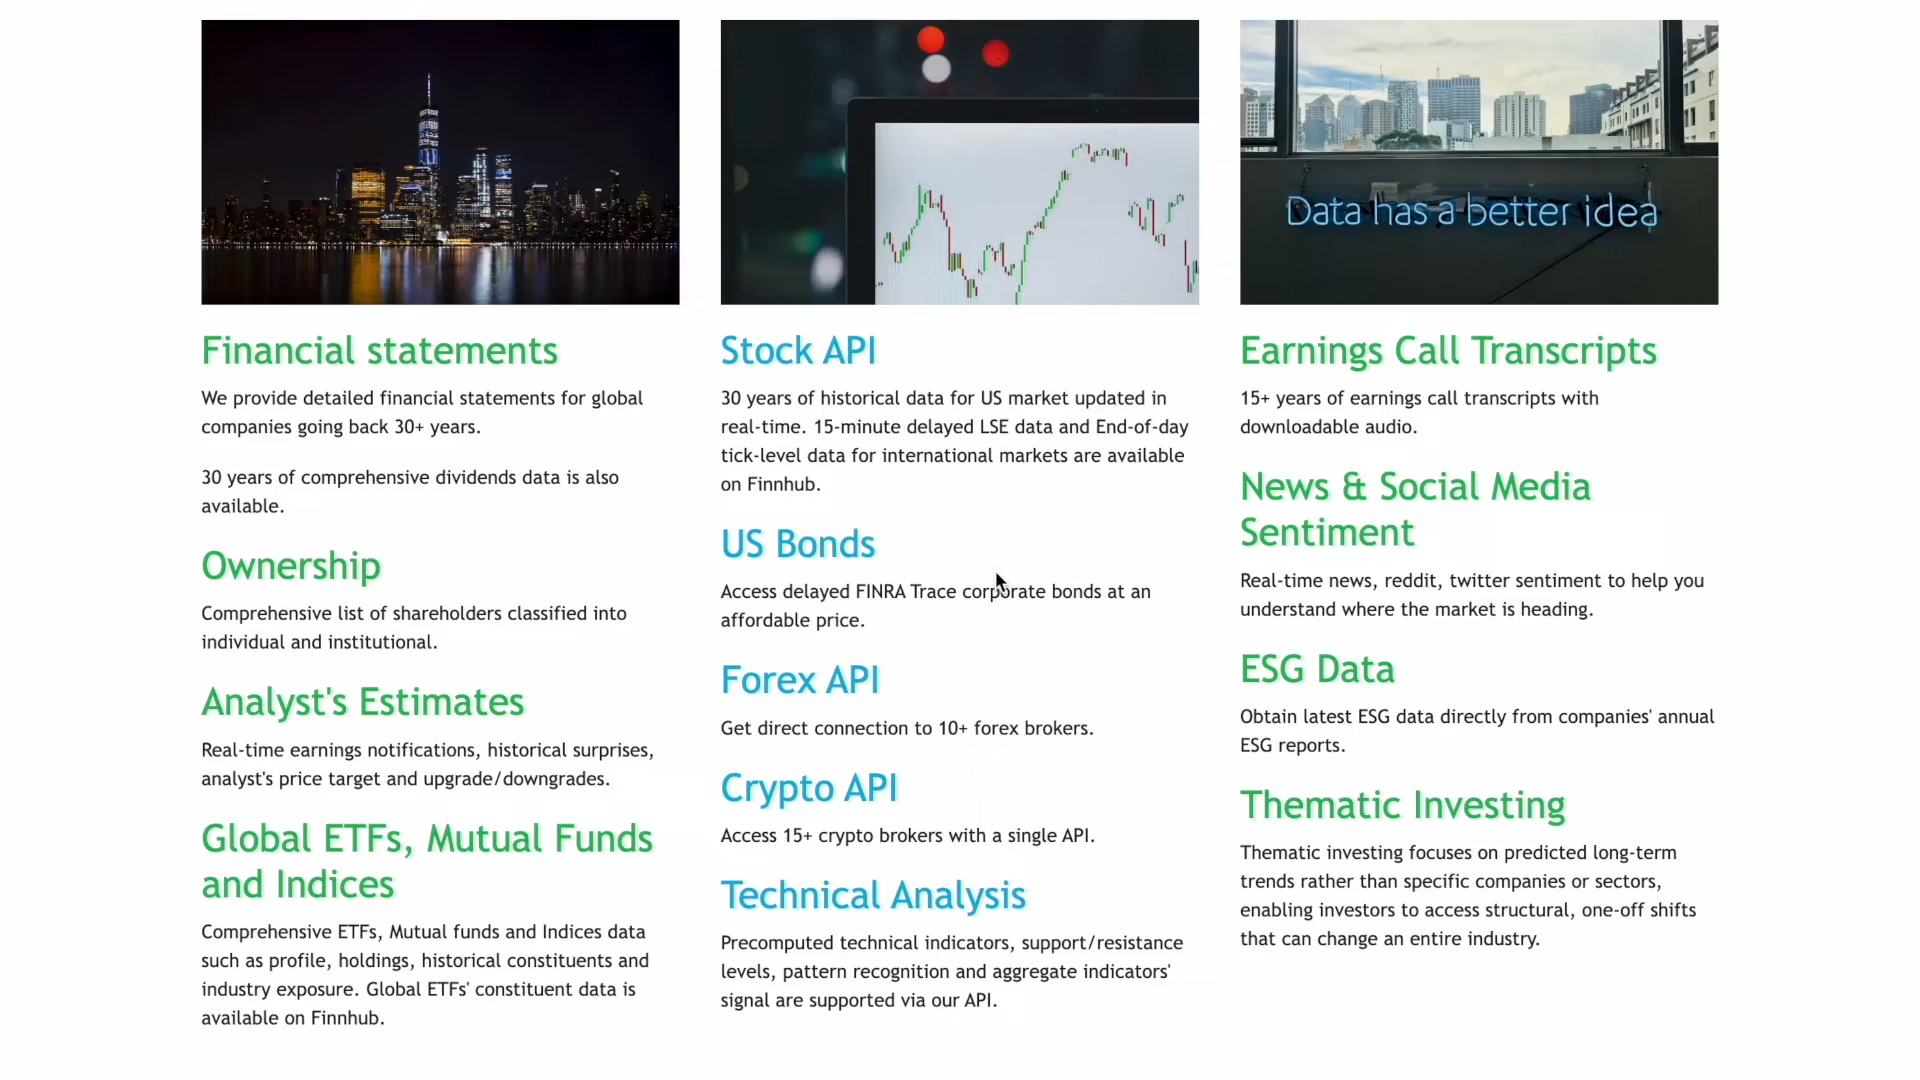 Data has a better idea
Financial statements
We provide detailed financial statements for global
companies going back 30+ years.
30 years of comprehensive dividends data is also
available.
Ownership
Comprehensive list of shareholders classified into
individual and institutional.
Analyst's Estimates
Real-time earnings notifications, historical surprises,
analyst's price target and upgrade/downgrades.
Global ETFs, Mutual Funds
and Indices
Comprehensive ETFs, Mutual funds and Indices data
such as profile, holdings, historical constituents and
industry exposure. Global ETFs' constituent data is
available on Finnhub.
Stock API
30 years of historical data for US market updated in
real-time. 15-minute delayed LSE data and End-of-day
tick-level data for international markets are available
on Finnhub.
US Bonds
Access delayed FINRA Trace corporate bonds at an
affordable price.
Forex API
Get direct connection to 10+ forex brokers.
Crypto API
Access 15+ crypto brokers with a single API.
Technical Analysis
Precomputed technical indicators, support/resistance
levels, pattern recognition and aggregate indicators'
signal are supported via our API.
Earnings Call Transcripts
15+ years of earnings call transcripts with
downloadable audio.
News & Social Media
Sentiment
Real-time news, reddit, twitter sentiment to help you
understand where the market is heading.
ESG Data
Obtain latest ESG data directly from companies' annual
ESG reports.
Thematic Investing
Thematic investing focuses on predicted long-term
trends rather than specific companies or sectors,
enabling investors to access structural, one-off shifts
that can change an entire industry.